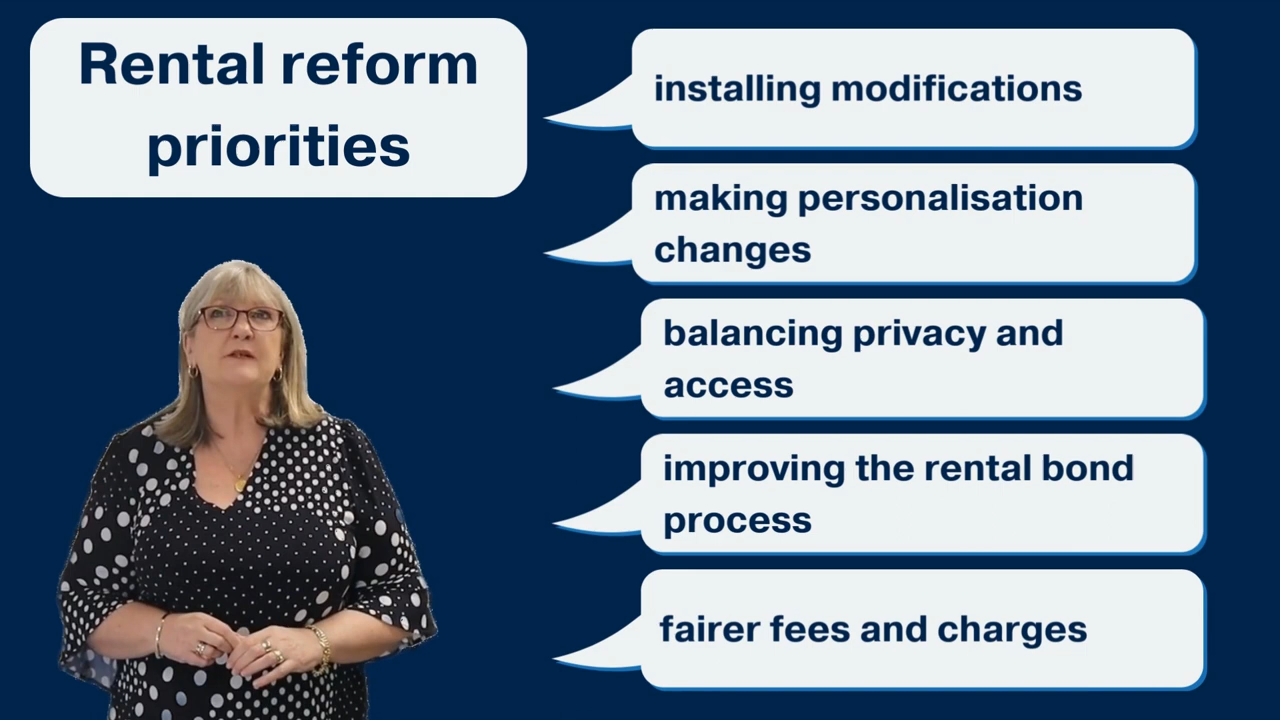 Rental reform
priorities
installing modifications
making personalisation
changes
balancing privacy and
access
improving the rental bond
process
fairer fees and charges